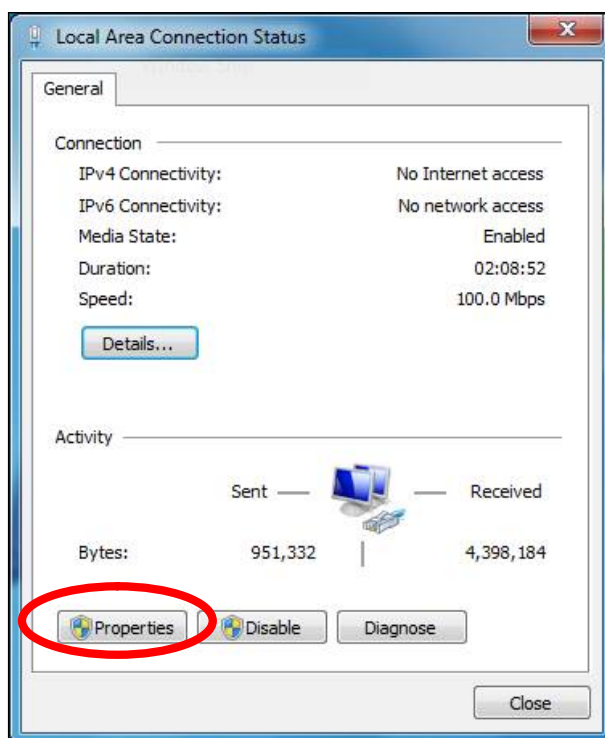 Local Area Connection Status
X
General
Connection
IPv4 Connectivity: No Internet access
IPv6 Connectivity: No network access
Media State: Enabled
Duration: 02:08:52
Speed: 100.0 Mbps
Details...
Activity
Sent Received
Bytes: 951,332 4,398,184
Properties Disable Diagnose
Close